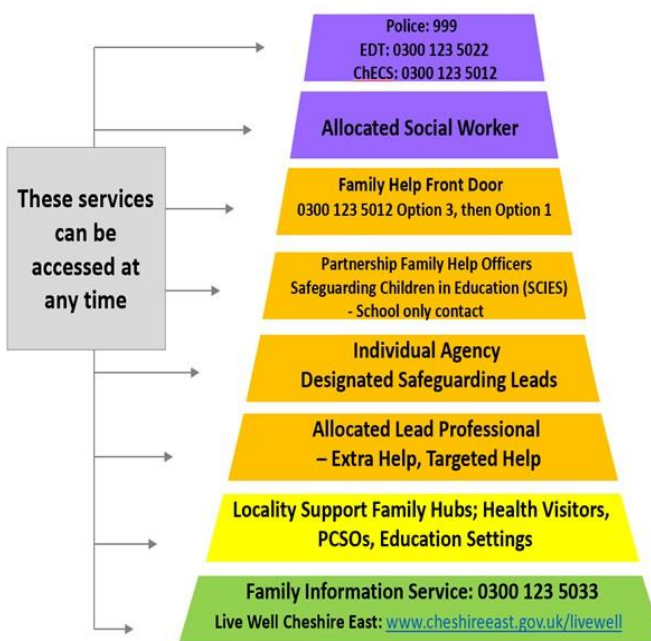 Police: 999
EDT: 0300 123 5022
ChECS: 0300 123 5012
Allocated Social Worker
These services
can be
accessed at
any time
Family Help Front Door
0300 123 5012 Option 3, then Option 1
Partnership Family Help Officers
Safeguarding Children in Education (SCIES)
- School only contact
Individual Agency
Designated Safeguarding Leads
Allocated Lead Professional
– Extra Help, Targeted Help
Locality Support Family Hubs; Health Visitors,
PCSOs, Education Settings
Family Information Service: 0300 123 5033
Live Well Cheshire East: www.cheshireeast.gov.uk/livewell